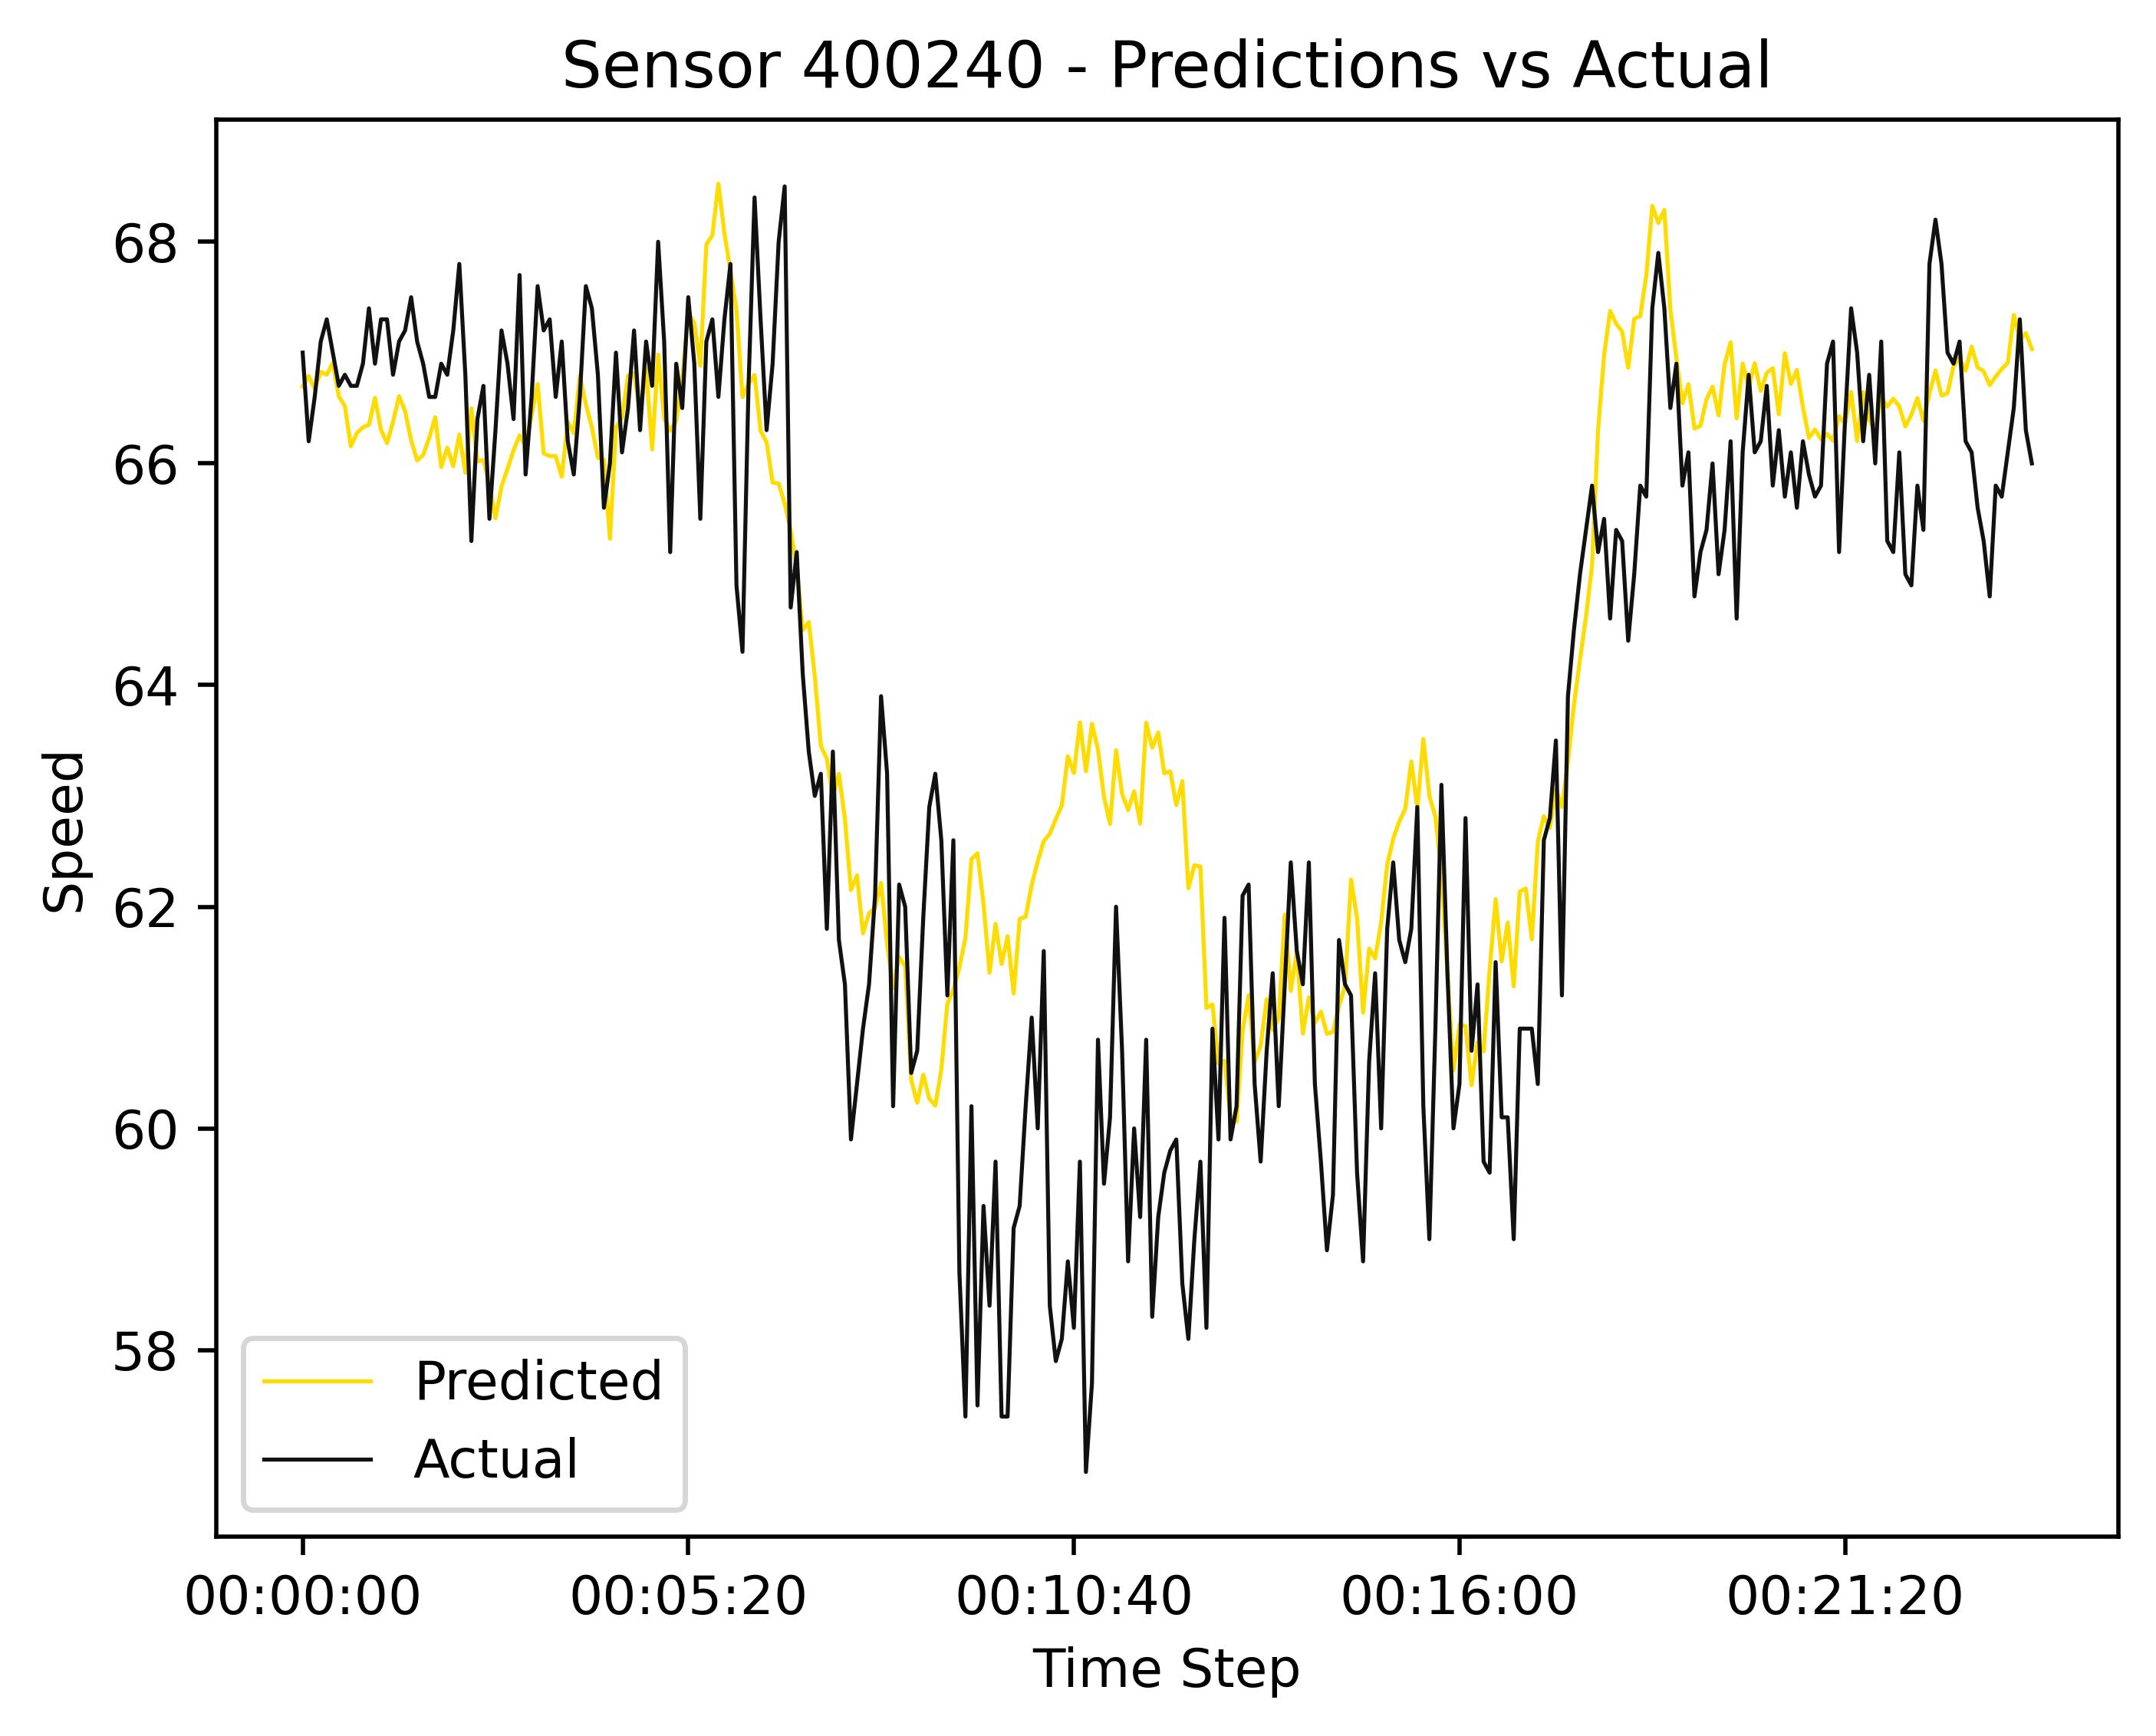 Sensor 400240 - Predictions vs Actual
68
66
64
62
60
58
Speed
Predicted
Actual
00:00:00 00:05:20 00:10:40 00:16:00 00:21:20
Time Step